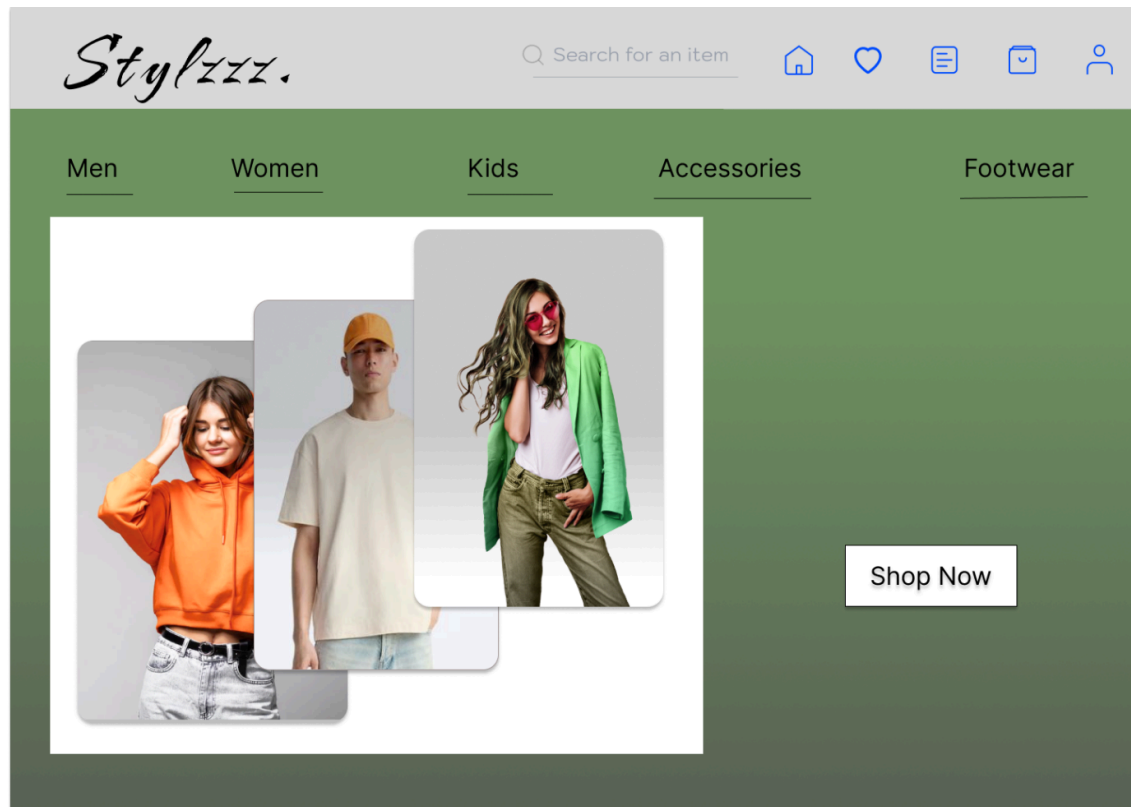 Stylzzz.
Search for an item
Men
Women
Kids
Accessories
Footwear
Shop Now